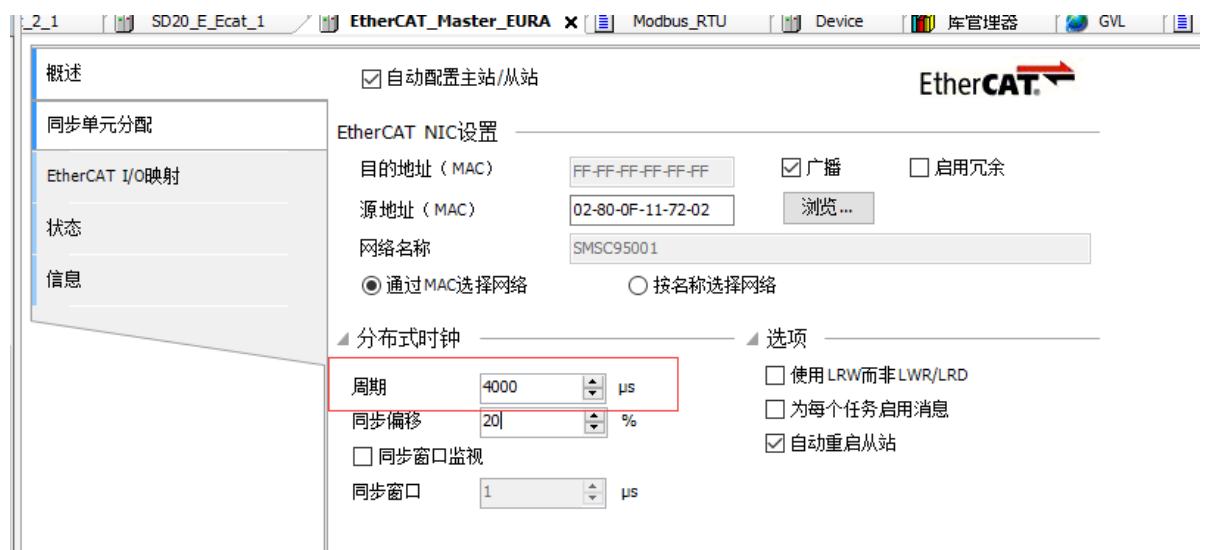 _2_1 SD20_E_Ecat_1 EtherCAT_Master_EURA x Modbus_RTU Device 库管理器 GVL
概述
同步单元分配
EtherCAT I/O映射
状态
信息
自动配置主站/从站
EtherCAT.
EtherCAT NIC设置
目的地址（MAC） FF-FF-FF-FF-FF-FF 广播 启用冗余
源地址（MAC） 02-80-0F-11-72-02 浏览...
网络名称 SMSC95001
通过MAC选择网络 按名称选择网络
分布式时钟
周期 4000 µs
同步偏移 20 %
同步窗口监视
同步窗口 1 µs
选项
使用LRW而非LWR/LRD
为每个任务启用消息
自动重启从站